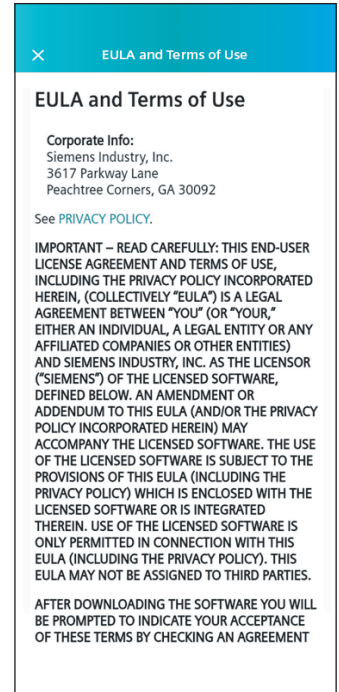 EULA and Terms of Use
EULA and Terms of Use
Corporate Info:
Siemens Industry, Inc.
3617 Parkway Lane
Peachtree Corners, GA 30092
See PRIVACY POLICY.
IMPORTANT – READ CAREFULLY: THIS END-USER
LICENSE AGREEMENT AND TERMS OF USE,
INCLUDING THE PRIVACY POLICY INCORPORATED
HEREIN, (COLLECTIVELY “EULA”) IS A LEGAL
AGREEMENT BETWEEN “YOU” (OR “YOUR,”
EITHER AN INDIVIDUAL, A LEGAL ENTITY OR ANY
AFFILIATED COMPANIES OR OTHER ENTITIES)
AND SIEMENS INDUSTRY, INC. AS THE LICENSOR
(“SIEMENS”) OF THE LICENSED SOFTWARE,
DEFINED BELOW. AN AMENDMENT OR
ADDENDUM TO THIS EULA (AND/OR THE PRIVACY
POLICY INCORPORATED HEREIN) MAY
ACCOMPANY THE LICENSED SOFTWARE. THE USE
OF THE LICENSED SOFTWARE IS SUBJECT TO THE
PROVISIONS OF THIS EULA (INCLUDING THE
PRIVACY POLICY) WHICH IS ENCLOSED WITH THE
LICENSED SOFTWARE OR IS INTEGRATED
THEREIN. USE OF THE LICENSED SOFTWARE IS
ONLY PERMITTED IN CONNECTION WITH THIS
EULA (INCLUDING THE PRIVACY POLICY). THIS
EULA MAY NOT BE ASSIGNED TO THIRD PARTIES.
AFTER DOWNLOADING THE SOFTWARE YOU WILL
BE PROMPTED TO INDICATE YOUR ACCEPTANCE
OF THESE TERMS BY CHECKING AN AGREEMENT